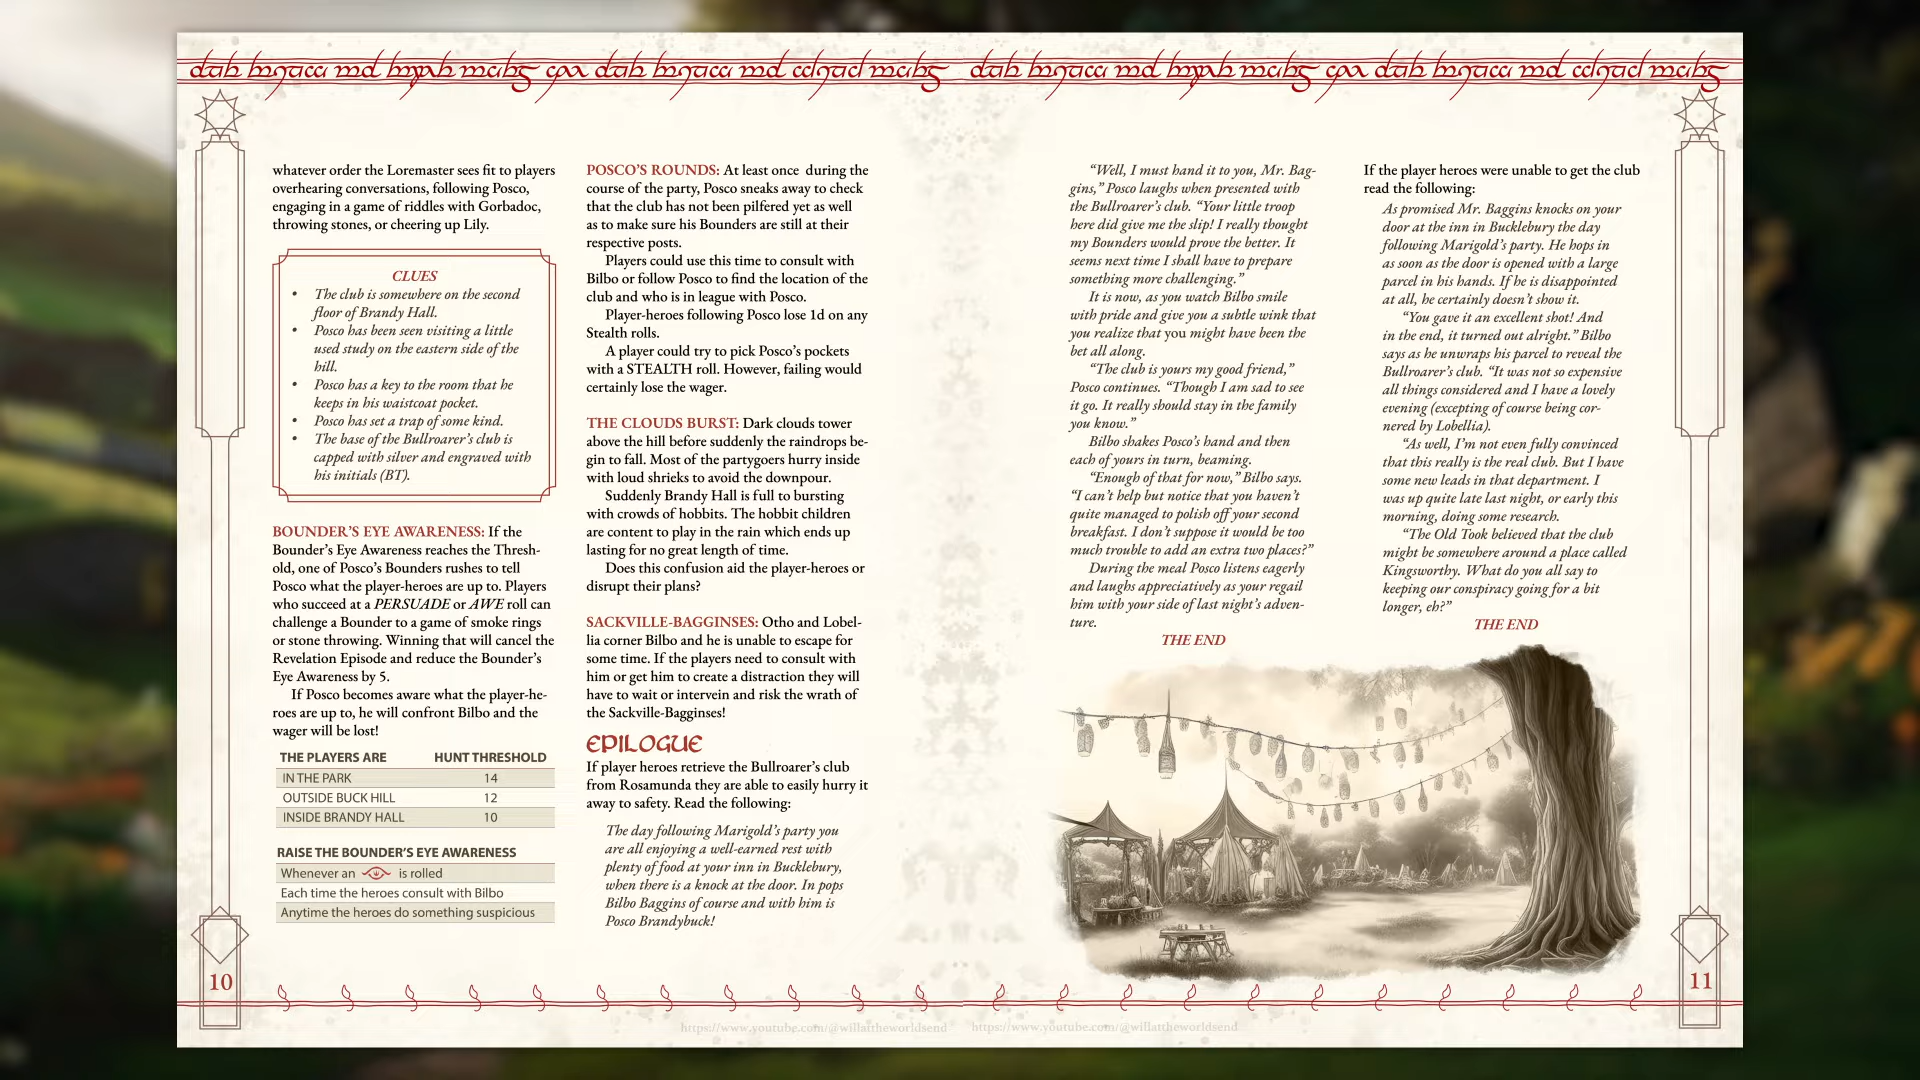 whatever order the Loremaster sees fit to players
overhearing conversations, following Posco,
engaging in a game of riddles with Gorbadoc,
throwing stones, or cheering up Lily.
CLUES
• The club is somewhere on the second
floor of Brandy Hall.
• Posco has been seen visiting a little
used study on the eastern side of the
hill.
• Posco has a key to the room that he
keeps in his waistcoat pocket.
• Posco has set a trap of some kind.
• The base of the Bullroarer's club is
capped with silver and engraved with
his initials (BT).
BOUNDER'S EYE AWARENESS: If the
Bounder's Eye Awareness reaches the Thresh-
old, one of Posco's Bounders rushes to tell
Posco what the player-heroes are up to. Players
who succeed at a PERSUADE or AWE roll can
challenge a Bounder to a game of smoke rings
or stone throwing. Winning that will cancel the
Revelation Episode and reduce the Bounder's
Eye Awareness by 5.
If Posco becomes aware what the player-he-
roes are up to, he will confront Bilbo and the
wager will be lost!
THE PLAYERS ARE HUNT THRESHOLD
IN THE PARK 14
OUTSIDE BUCK HILL 12
INSIDE BRANDY HALL 10
RAISE THE BOUNDER'S EYE AWARENESS
Whenever an is rolled
Each time the heroes consult with Bilbo
Anytime the heroes do something suspicious
10
POSCO'S ROUNDS: At least once during the
course of the party, Posco sneaks away to check
that the club has not been pilfered yet as well
as to make sure his Bounders are still at their
respective posts.
Players could use this time to consult with
Bilbo or follow Posco to find the location of the
club and who is in league with Posco.
Player-heroes following Posco lose 1d on any
Stealth rolls.
A player could try to pick Posco's pockets
with a STEALTH roll. However, failing would
certainly lose the wager.
THE CLOUDS BURST: Dark clouds tower
above the hill before suddenly the raindrops be-
gin to fall. Most of the partygoers hurry inside
with loud shrieks to avoid the downpour.
Suddenly Brandy Hall is full to bursting
with crowds of hobbits. The hobbit children
are content to play in the rain which ends up
lasting for no great length of time.
Does this confusion aid the player-heroes or
disrupt their plans?
SACKVILLE-BAGGINSES: Otho and Lobel-
lia corner Bilbo and he is unable to escape for
some time. If the players need to consult with
him or get him to create a distraction they will
have to wait or intervein and risk the wrath of
the Sackville-Bagginses!
EPILOGUE
If player heroes retrieve the Bullroarer's club
from Rosamunda they are able to easily hurry it
away to safety. Read the following:
The day following Marigold's party you
are all enjoying a well-earned rest with
plenty of food at your inn in Bucklebury,
when there is a knock at the door. In pops
Bilbo Baggins of course and with him is
Posco Brandybuck!
https://www.youtube.com/@willattheworldsend
“Well, I must hand it to you, Mr. Bag-
gins,” Posco laughs when presented with
the Bullroarer's club. “Your little troop
here did give me the slip! I really thought
my Bounders would prove the better. It
seems next time I shall have to prepare
something more challenging.”
It is now, as you watch Bilbo smile
with pride and give you a subtle wink that
you realize that you might have been the
bet all along.
“The club is yours my good friend,”
Posco continues. “Though I am sad to see
it go. It really should stay in the family
you know.”
Bilbo shakes Posco's hand and then
each of yours in turn, beaming.
“Enough of that for now,” Bilbo says.
“I can't help but notice that you haven't
quite managed to polish off your second
breakfast. I don't suppose it would be too
much trouble to add an extra two places?”
During the meal Posco listens eagerly
and laughs appreciatively as your regail
him with your side of last night's adven-
ture.
THE END
If the player heroes were unable to get the club
read the following:
As promised Mr. Baggins knocks on your
door at the inn in Bucklebury the day
following Marigold's party. He hops in
as soon as the door is opened with a large
parcel in his hands. If he is disappointed
at all, he certainly doesn't show it.
“You gave it an excellent shot! And
in the end, it turned out alright.” Bilbo
says as he unwraps his parcel to reveal the
Bullroarer's club. “It was not so expensive
all things considered and I have a lovely
evening (excepting of course being cor-
nered by Lobellia).
“As well, I'm not even fully convinced
that this really is the real club. But I have
some new leads in that department. I
was up quite late last night, or early this
morning, doing some research.
“The Old Took believed that the club
might be somewhere around a place called
Kingsworthy. What do you all say to
keeping our conspiracy going for a bit
longer, eh?”
THE END
11
https://www.youtube.com/@willattheworldsend